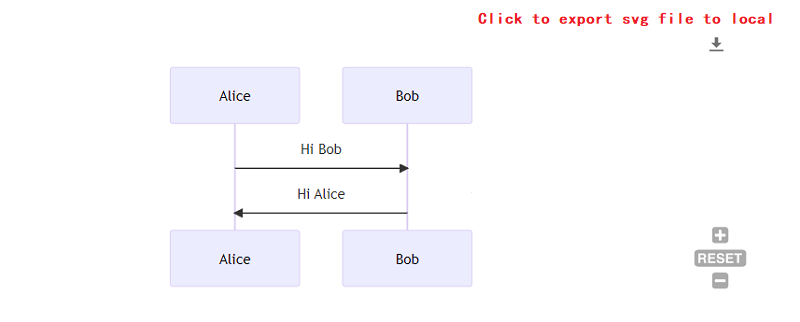 Click to export svg file to local
Alice Bob
Hi Bob
Hi Alice
Alice Bob
RESET